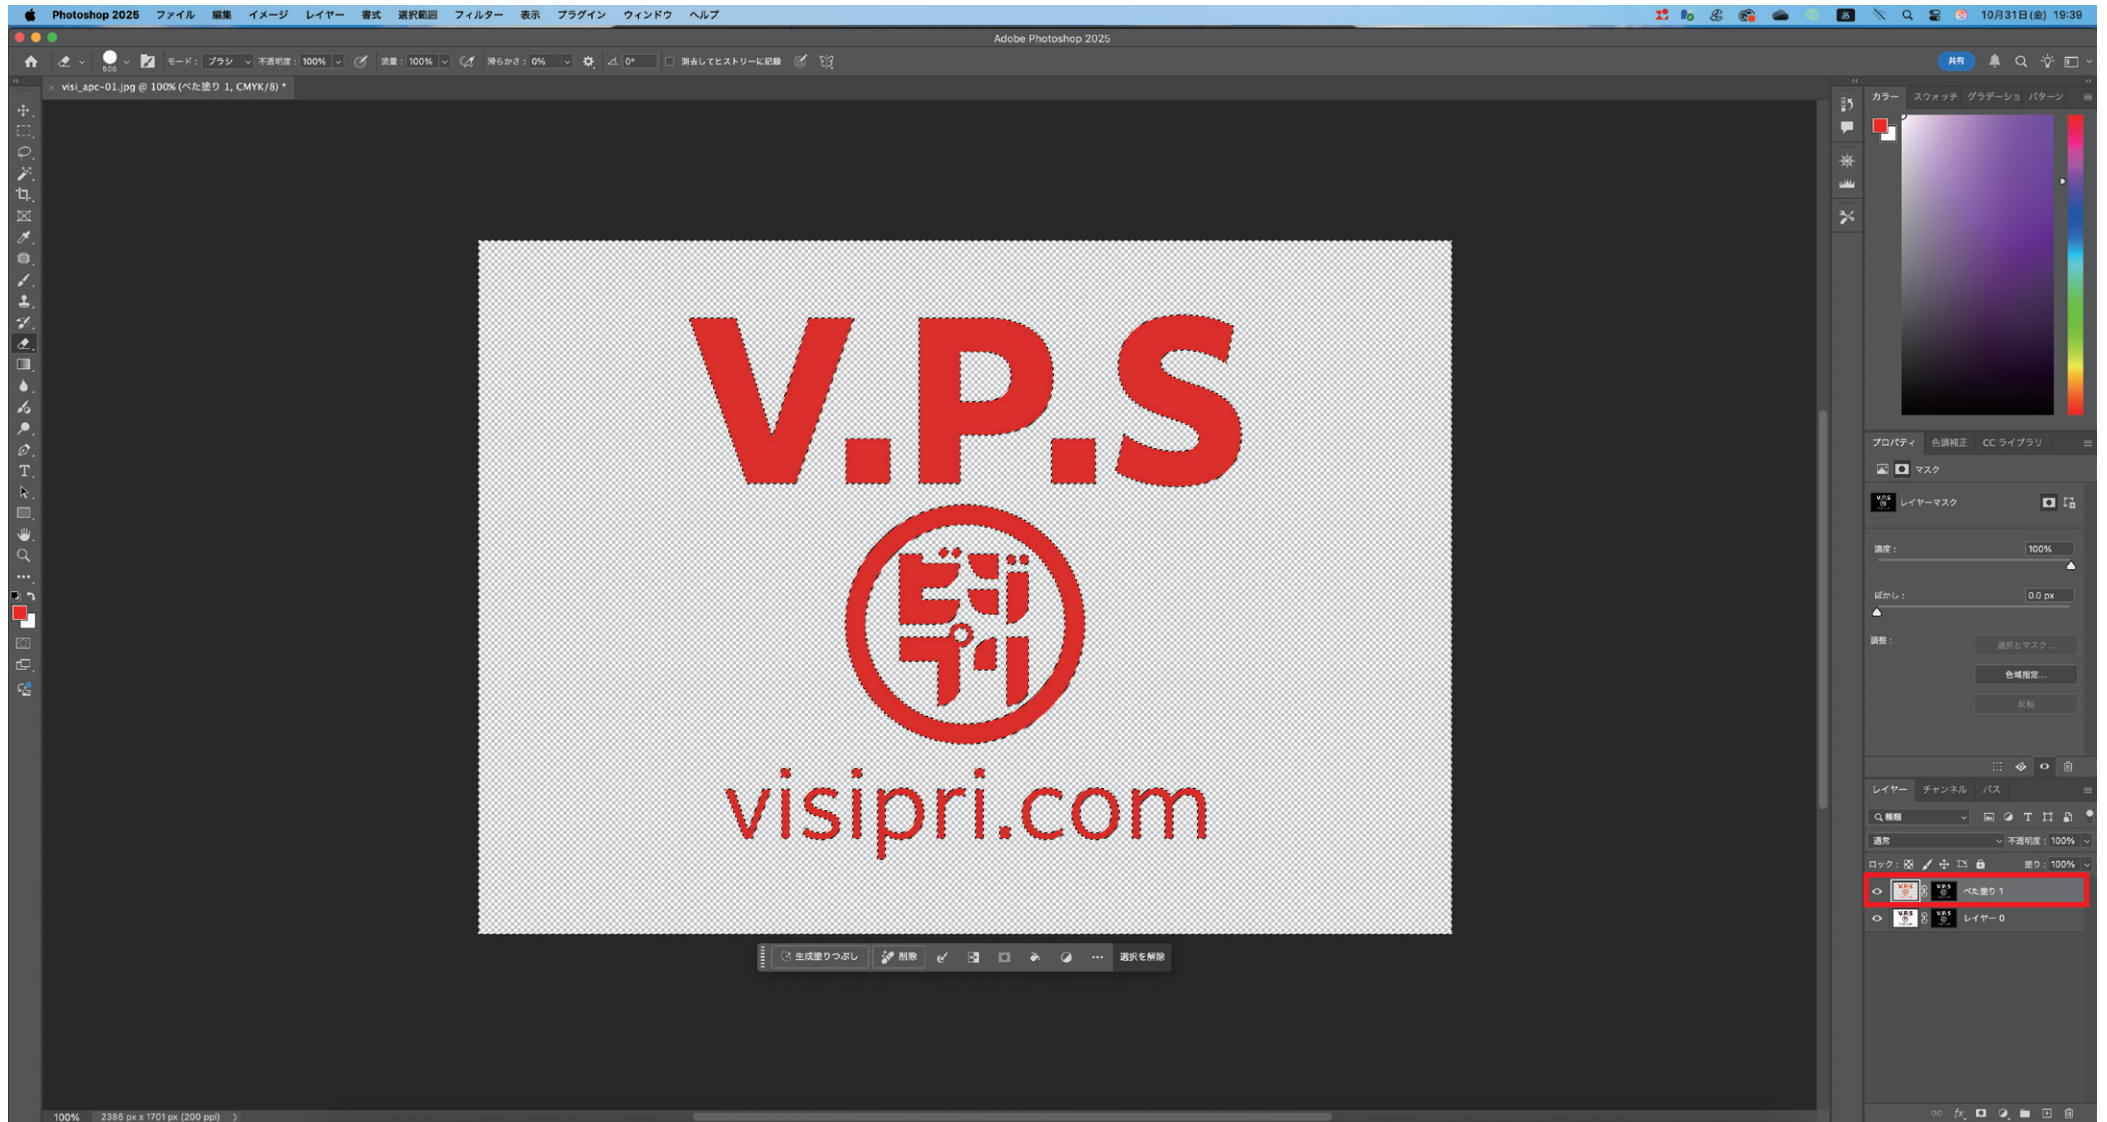 Photoshop 2025 ファイル 編集 イメージ レイヤー 書式 選択範囲 フィルター 表示 プラグイン ウィンドウ ヘルプ あ 10月31日(金) 19:39
Adobe Photoshop 2025
500 モード: ブラシ 不透明度: 100% 流量: 100% 滑らかさ: 0% 0° 消去してヒストリーに記録 共有
visi_apc-01.jpg @ 100% (べた塗り 1, CMYK/8) *
カラー スウォッチ グラデーショ パターン
V.P.S
ビジプリ
visipri.com
プロパティ 色調補正 CC ライブラリ
マスク
レイヤーマスク
濃度: 100%
ぼかし: 0.0 px
調整: 選択とマスク...
色域指定...
反転
レイヤー チャンネル パス
種類
通常 不透明度: 100%
ロック: 塗り: 100%
べた塗り 1
レイヤー 0
生成塗りつぶし 削除 選択を解除
100% 2386 px x 1701 px (200 ppi)
fx